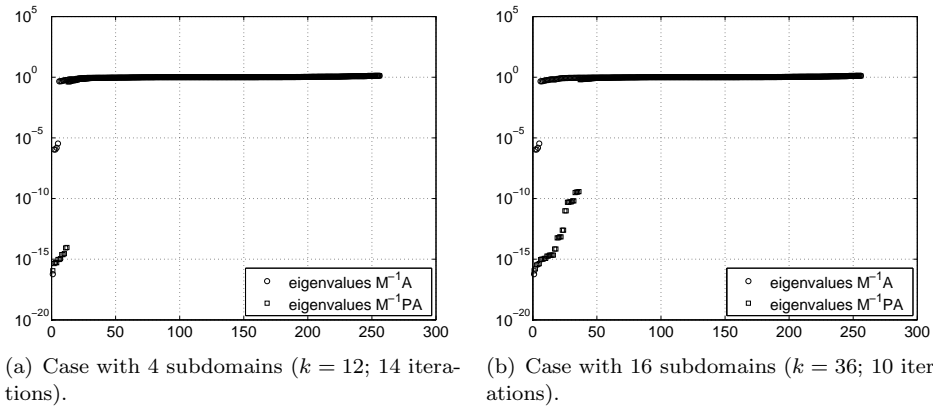 10^5
10^0
10^-5
10^-10
10^-15
10^-20
0 50 100 150 200 250 300
eigenvalues M^-1A
eigenvalues M^-1PA
(a) Case with 4 subdomains (k = 12; 14 itera-
tions).
10^5
10^0
10^-5
10^-10
10^-15
10^-20
0 50 100 150 200 250 300
eigenvalues M^-1A
eigenvalues M^-1PA
(b) Case with 16 subdomains (k = 36; 10 iter
ations).